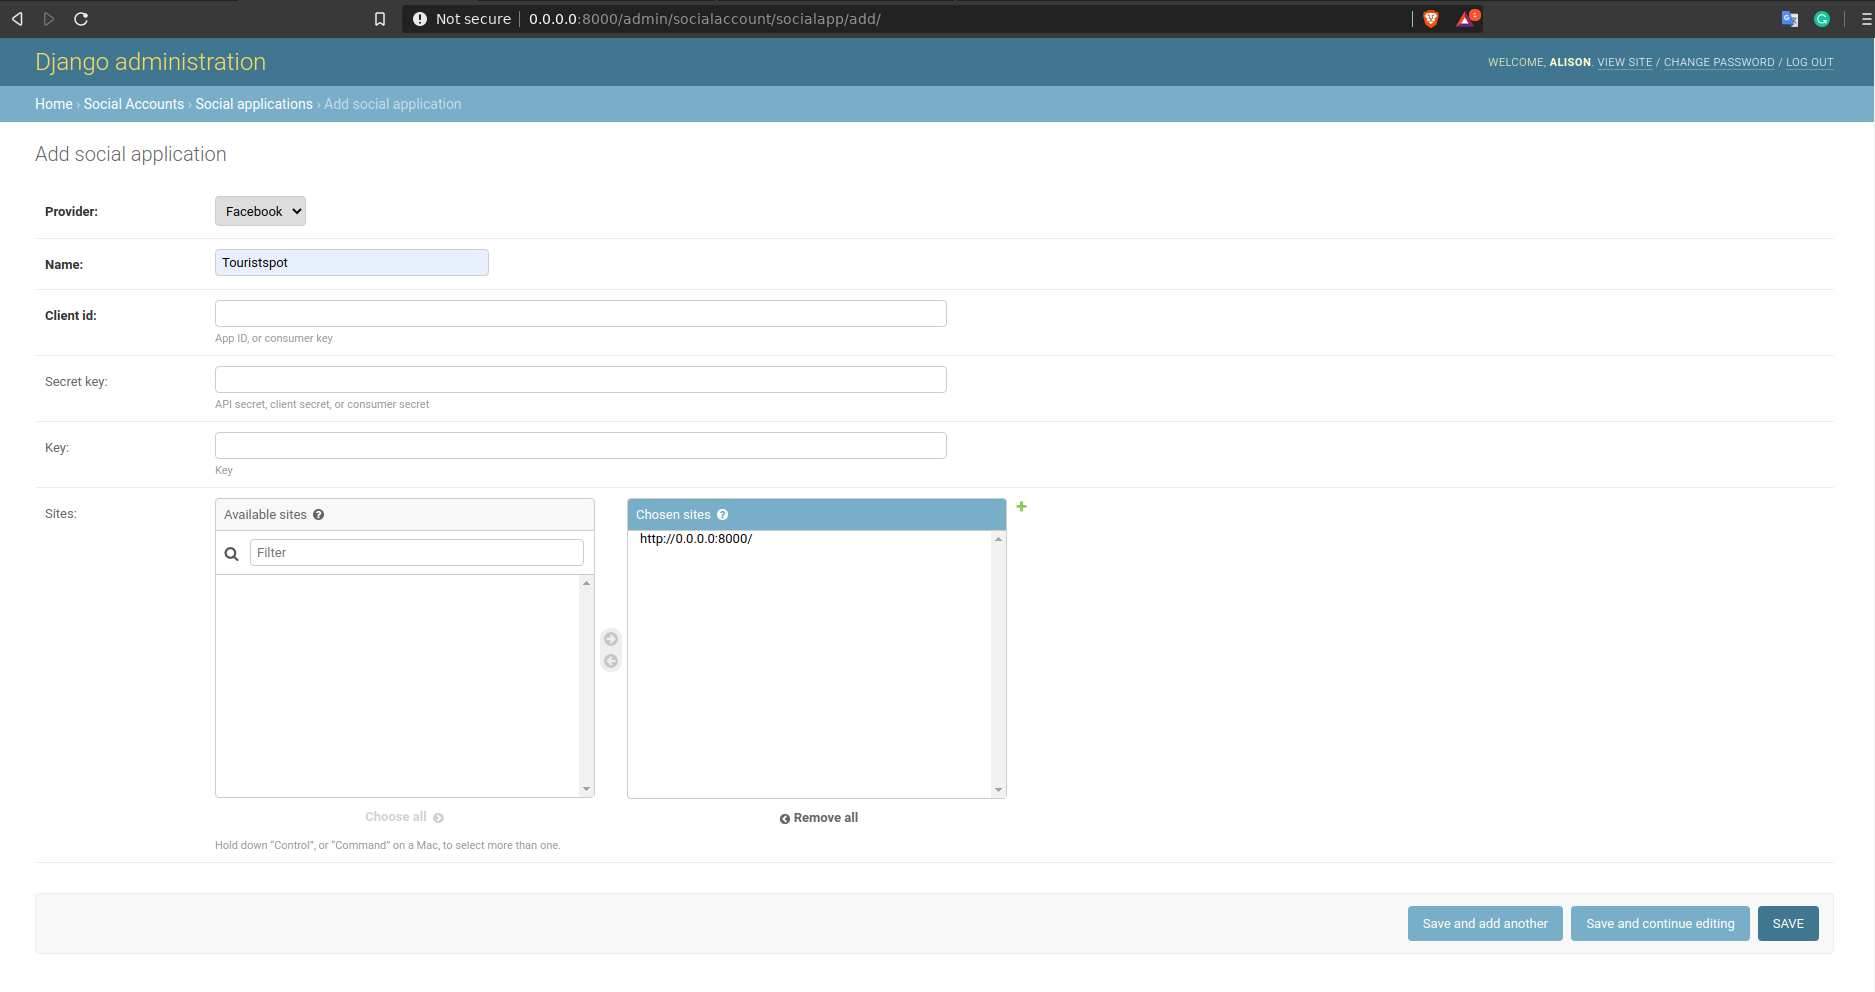 Not secure 0.0.0.0:8000/admin/socialaccount/socialapp/add/ 1
Django administration
WELCOME, ALISON. VIEW SITE / CHANGE PASSWORD / LOG OUT
Home › Social Accounts › Social applications › Add social application
Add social application
Provider: Facebook
Name: Touristspot
Client id:
App ID, or consumer key
Secret key:
API secret, client secret, or consumer secret
Key:
Key
Sites:
Available sites ?
Filter
Chosen sites ?
http://0.0.0.0:8000/
Choose all
Remove all
Hold down “Control”, or “Command” on a Mac, to select more than one.
Save and add another
Save and continue editing
SAVE